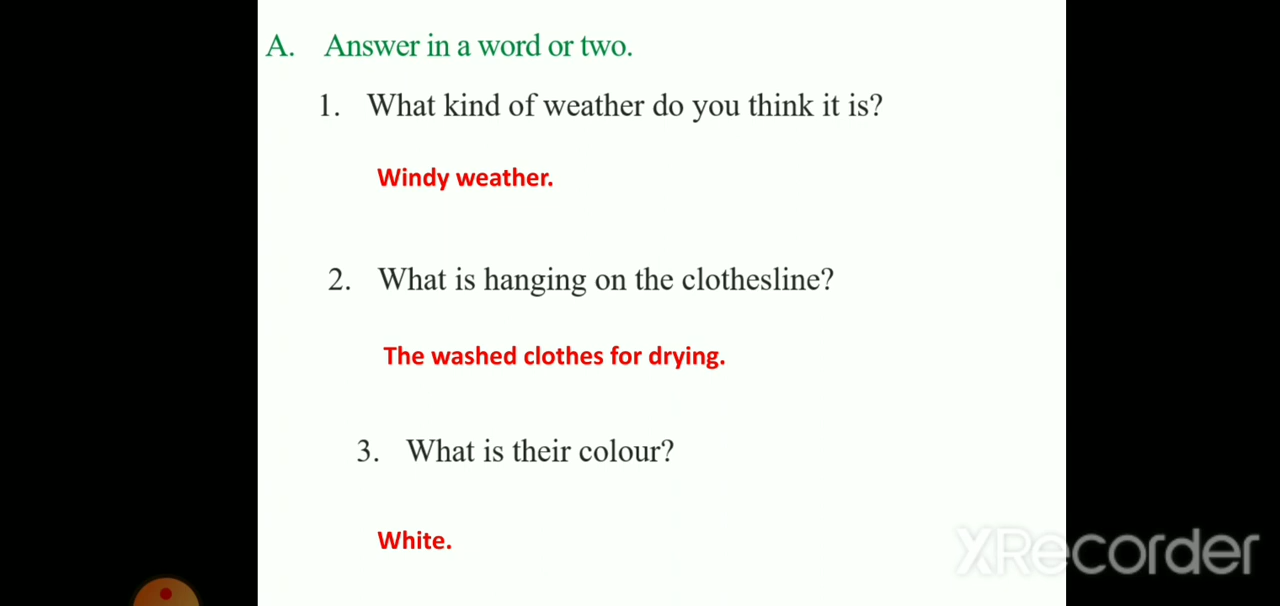 A. Answer in a word or two.
1. What kind of weather do you think it is?
Windy weather.
2. What is hanging on the clothesline?
The washed clothes for drying.
3. What is their colour?
White.
XRecorder